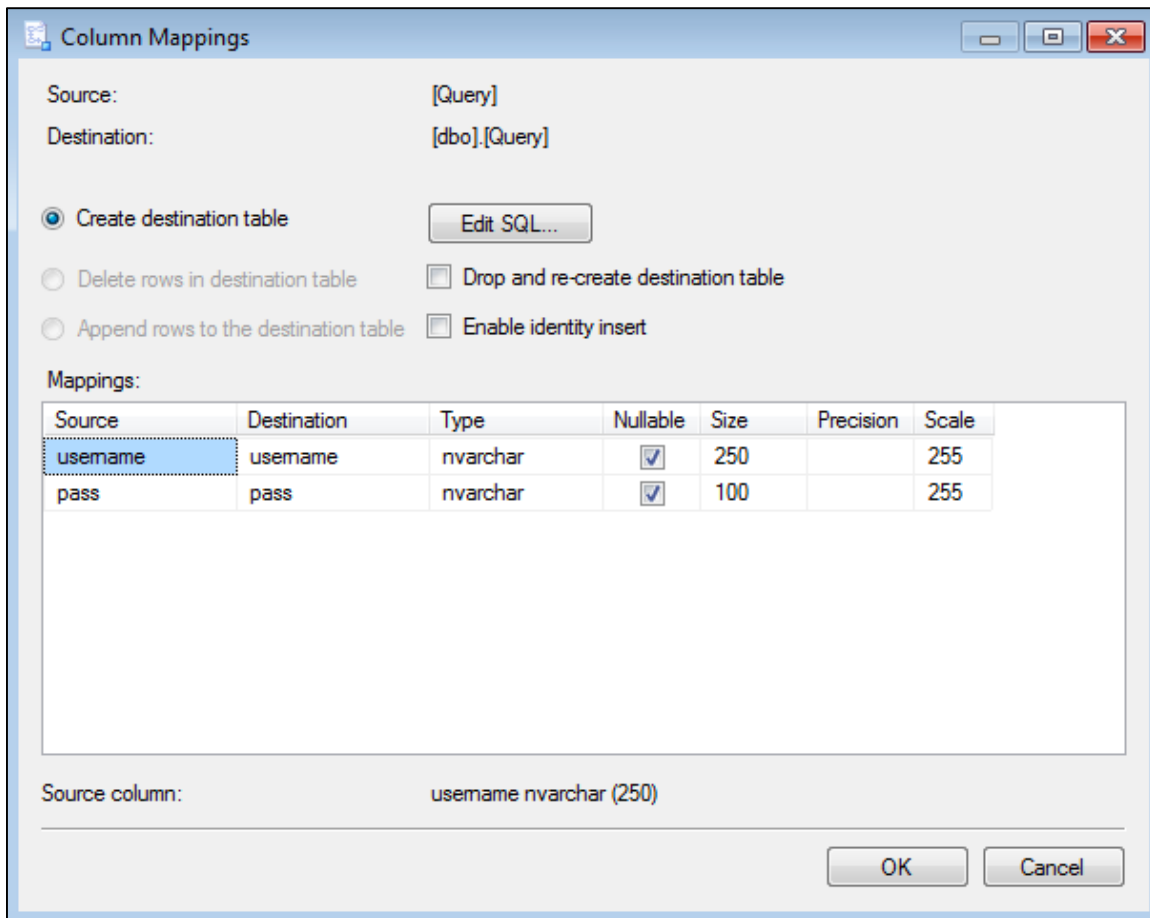 Column Mappings
Source: [Query]
Destination: [dbo].[Query]
Create destination table Edit SQL...
Delete rows in destination table Drop and re-create destination table
Append rows to the destination table Enable identity insert
Mappings:
Source Destination Type Nullable Size Precision Scale
username username nvarchar 250 255
pass pass nvarchar 100 255
Source column: username nvarchar (250)
OK Cancel